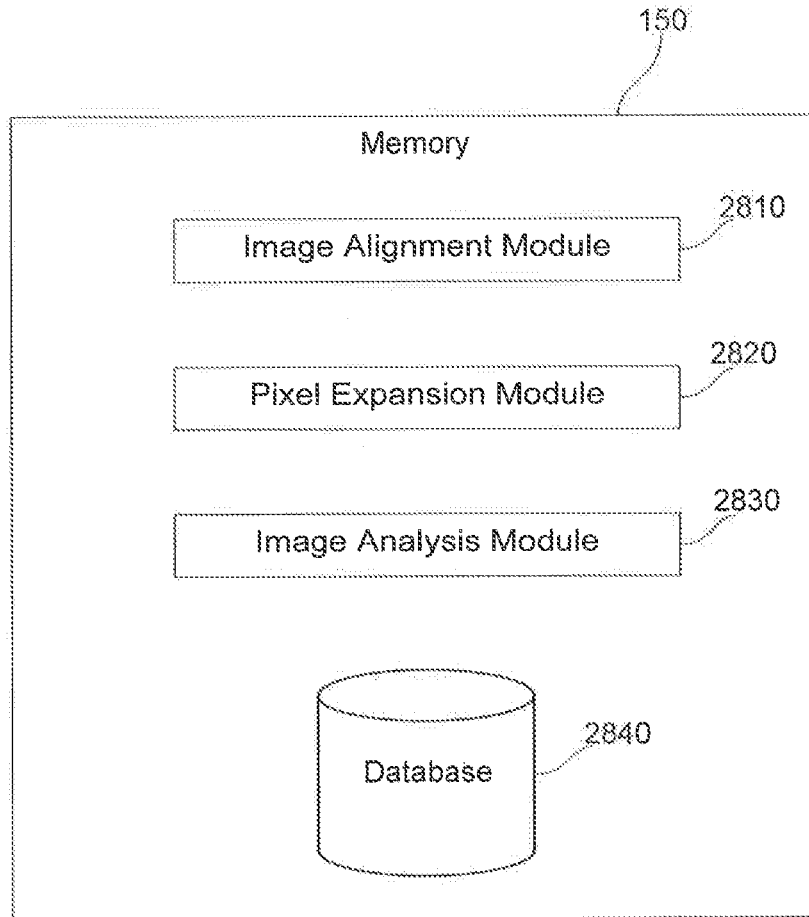 150
Memory
2810
Image Alignment Module
2820
Pixel Expansion Module
2830
Image Analysis Module
2840
Database